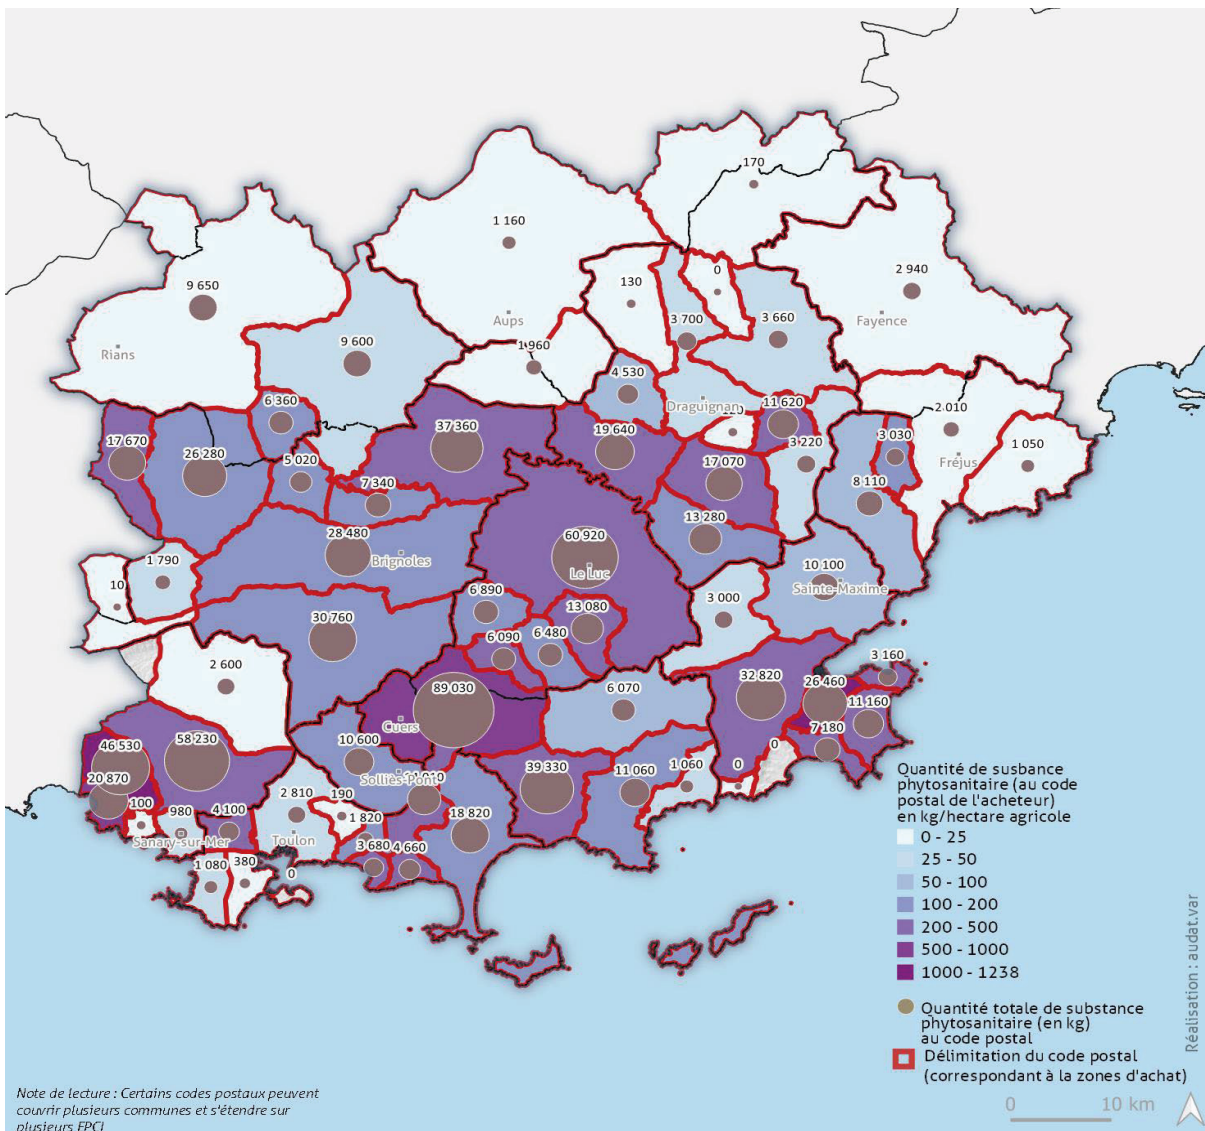 170
1 160
0
130
2 940
9 650
Aups
Fayence
3 700
3 660
Rians
9 600
1 960
4 530
6 360
Draguignan
11 620
37 360
2 010
19 640
17 670
26 280
3 220
3 030
1 050
5 020
17 070
Fréjus
7 340
8 110
13 280
28 480
60 920
1 790
Brignoles
10 100
Le Luc
10
Sainte-Maxime
6 890
3 000
13 080
30 760
6 090
6 480
2 600
3 160
32 820
89 030
6 070
26 460
11 160
Cuers
7 180
10 600
58 230
0
46 530
0
Solliès-Pont
39 330
11 060
1 060
20 870
100
980
4 100
2 810
190
1 820
18 820
Sanary-sur-Mer
Toulon
3 680
4 660
1 080
380
0
Quantité de susbance
phytosanitaire (au code
postal de l'acheteur)
en kg/hectare agricole
0 - 25
25 - 50
50 - 100
100 - 200
200 - 500
500 - 1000
1000 - 1238
Quantité totale de substance
phytosanitaire (en kg)
au code postal
Délimitation du code postal
(correspondant à la zones d'achat)
Réalisation : audat.var
Note de lecture : Certains codes postaux peuvent
couvrir plusieurs communes et s'étendre sur
plusieurs EPCI
0 10 km